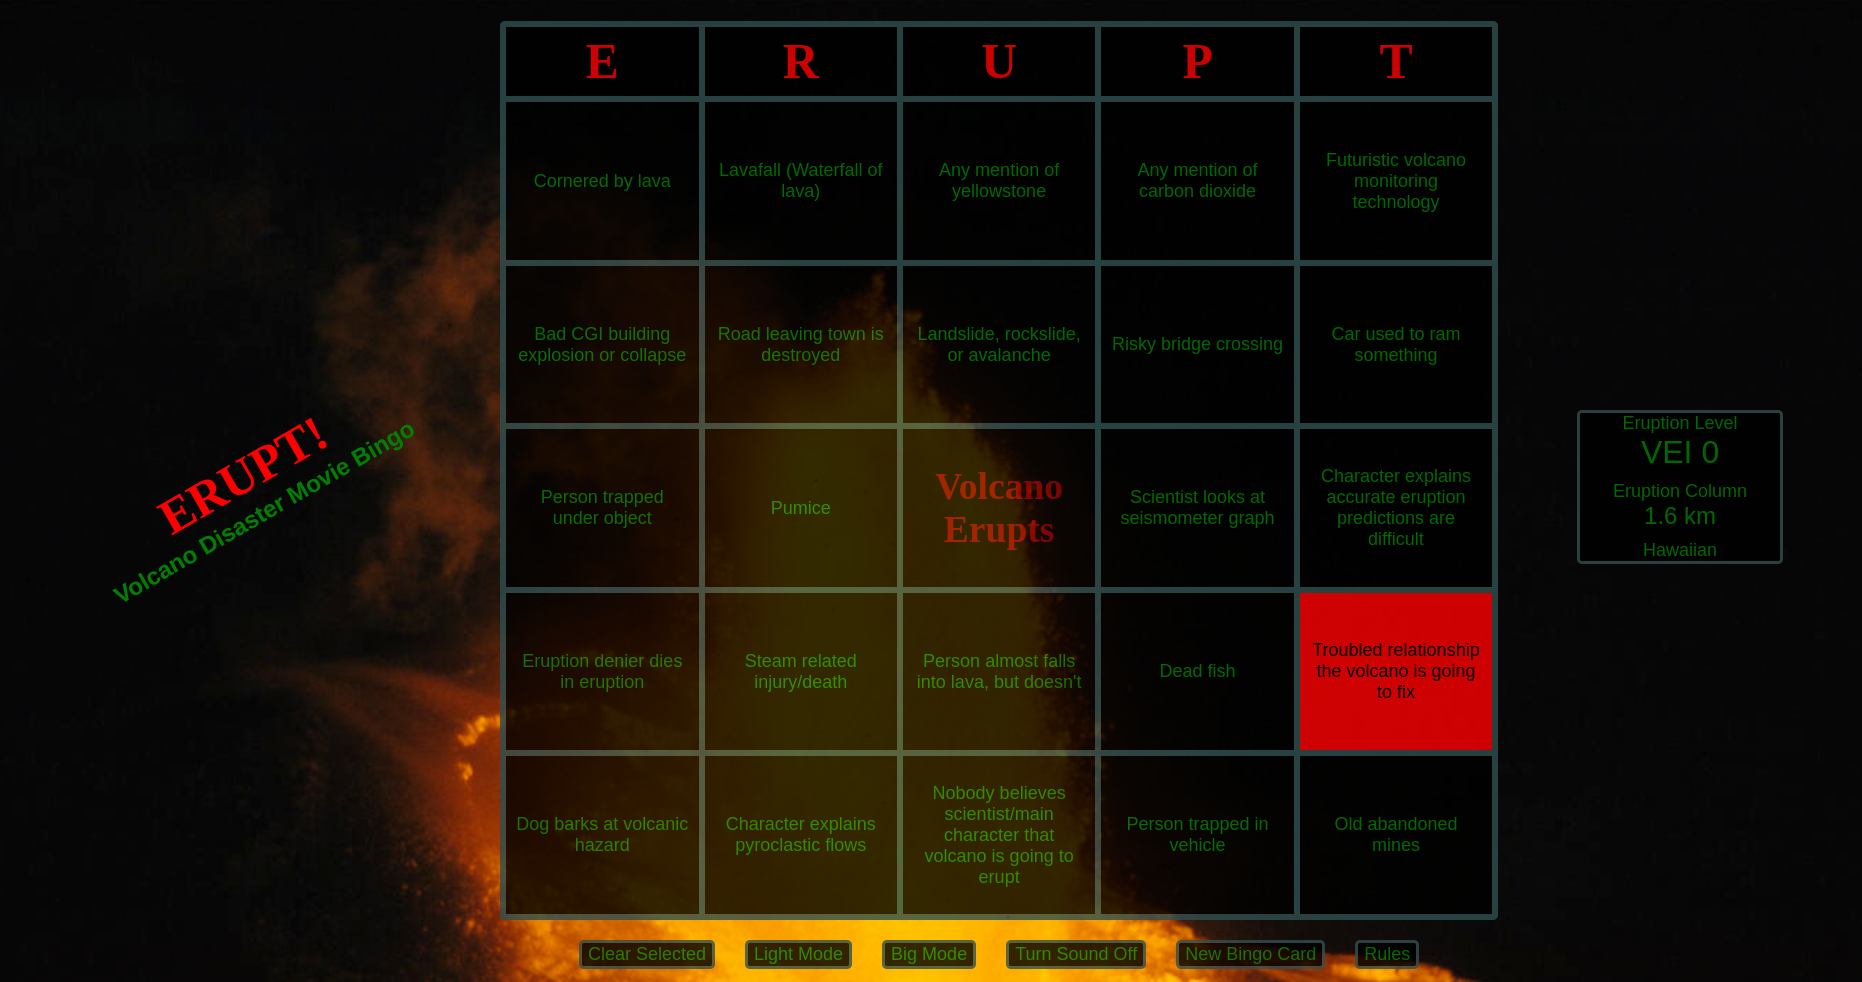 E R U P T
Cornered by lava
Lavafall (Waterfall of
lava)
Any mention of
yellowstone
Any mention of
carbon dioxide
Futuristic volcano
monitoring
technology
Bad CGI building
explosion or collapse
Road leaving town is
destroyed
Landslide, rockslide,
or avalanche
Risky bridge crossing
Car used to ram
something
ERUPT!
Volcano Disaster Movie Bingo
Person trapped
under object
Pumice
Volcano
Erupts
Scientist looks at
seismometer graph
Character explains
accurate eruption
predictions are
difficult
Eruption Level
VEI 0
Eruption Column
1.6 km
Hawaiian
Eruption denier dies
in eruption
Steam related
injury/death
Person almost falls
into lava, but doesn't
Dead fish
Troubled relationship
the volcano is going
to fix
Dog barks at volcanic
hazard
Character explains
pyroclastic flows
Nobody believes
scientist/main
character that
volcano is going to
erupt
Person trapped in
vehicle
Old abandoned
mines
Clear Selected Light Mode Big Mode Turn Sound Off New Bingo Card Rules